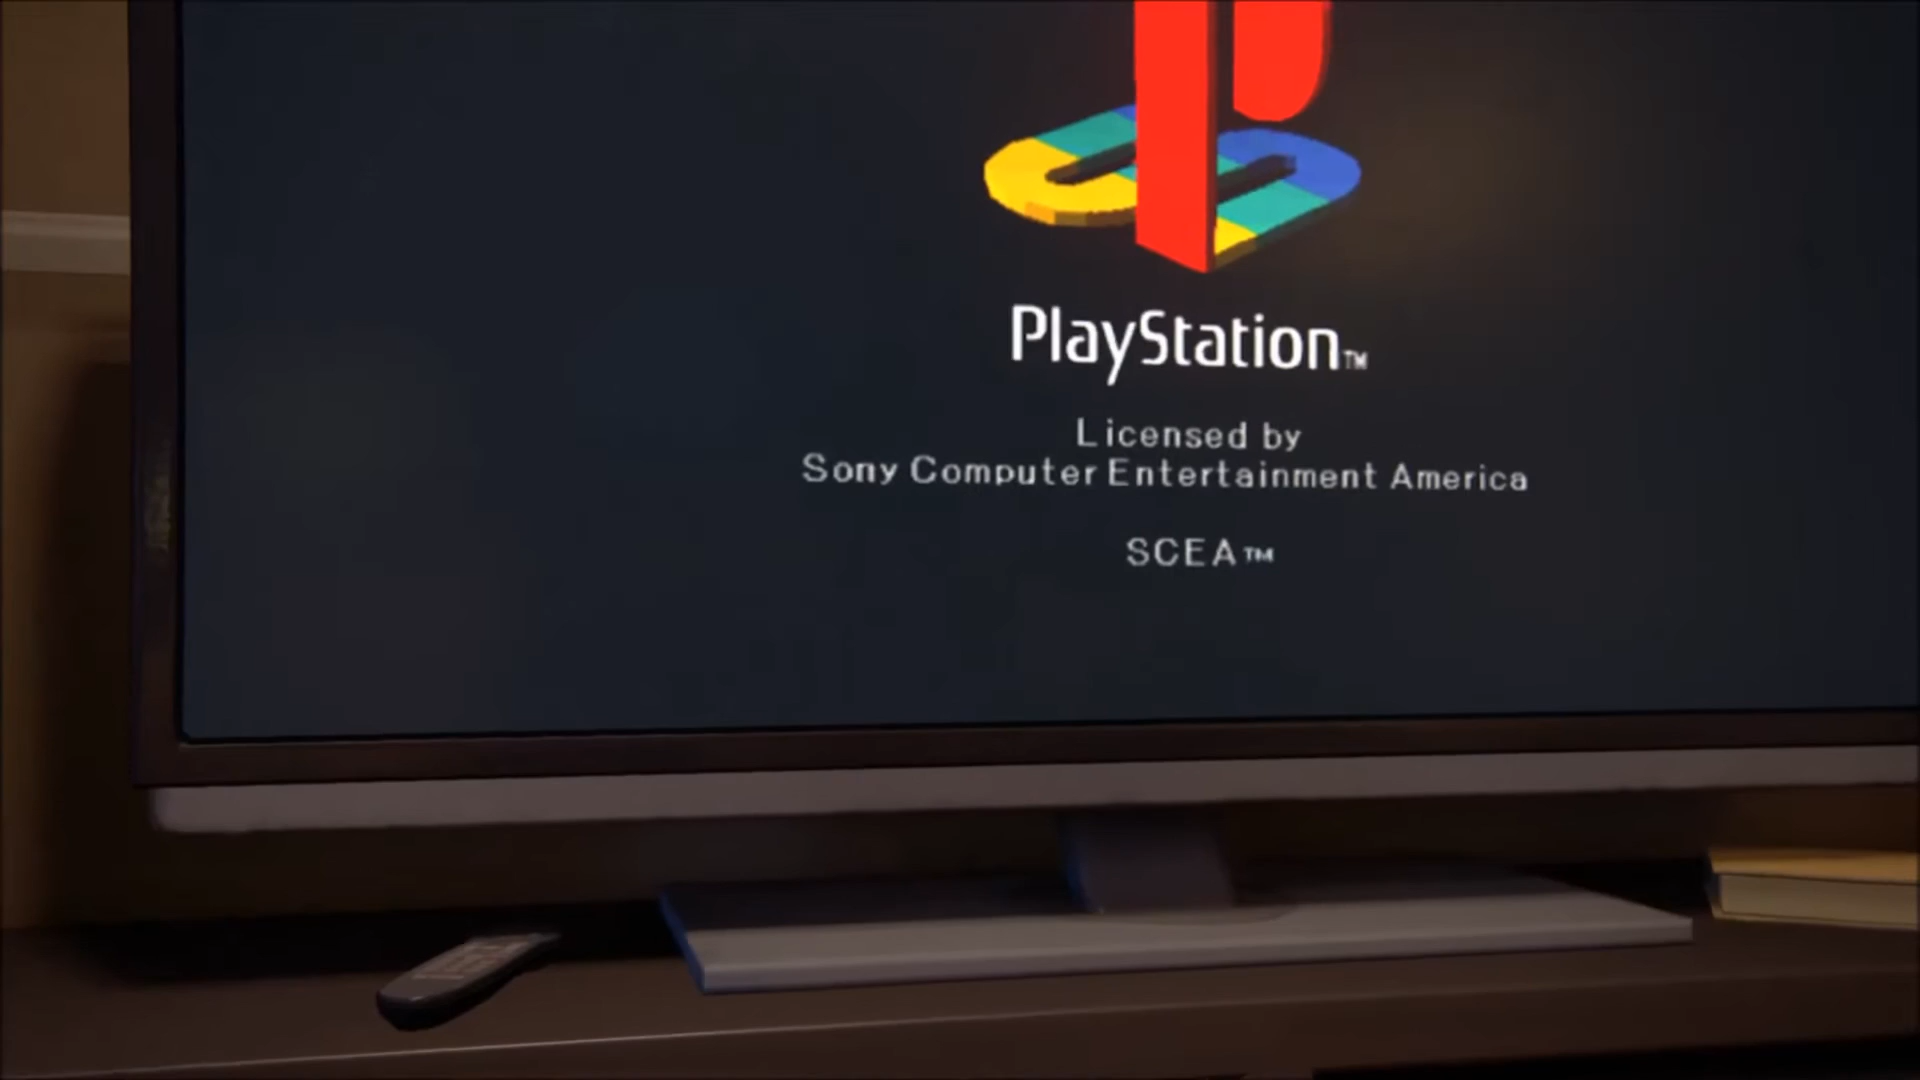 PlayStation™
Licensed by
Sony Computer Entertainment America
SCEA™